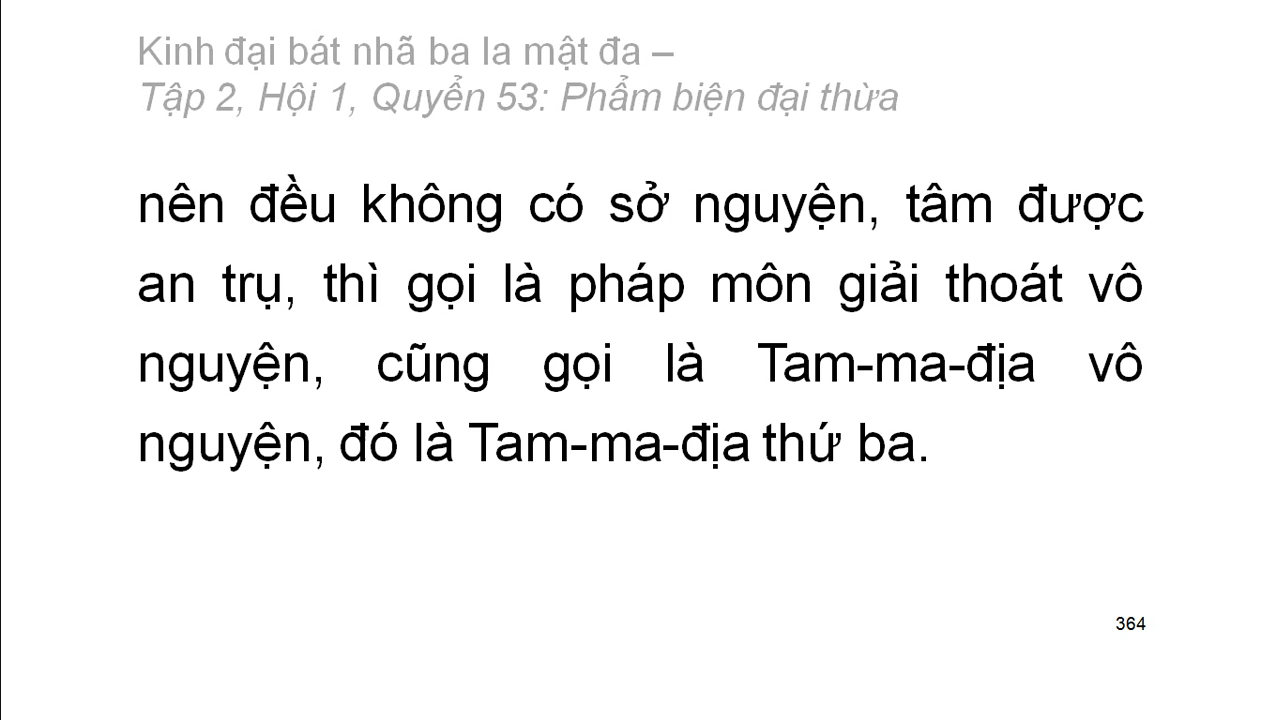 Kinh đại bát nhã ba la mật đa –
Tập 2, Hội 1, Quyển 53: Phẩm biện đại thừa
nên đều không có sở nguyện, tâm được
an trụ, thì gọi là pháp môn giải thoát vô
nguyện, cũng gọi là Tam-ma-địa vô
nguyện, đó là Tam-ma-địa thứ ba.
364